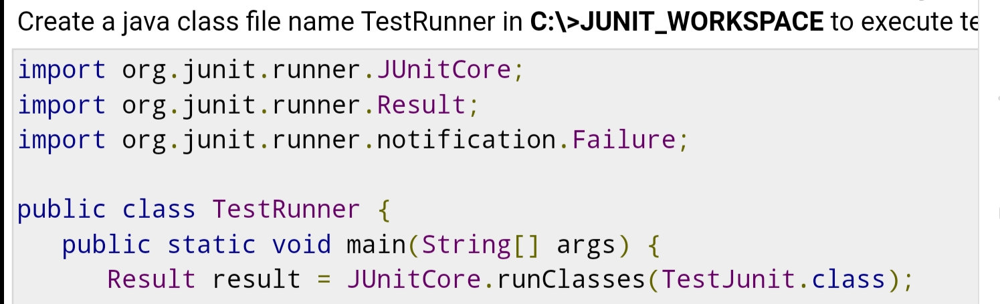 Create a java class file name TestRunner in C:\>JUNIT_WORKSPACE to execute
import org.junit.runner.JUnitCore;
import org.junit.runner.Result;
import org.junit.runner.notification.Failure;
public class TestRunner {
public static void main(String[] args) {
Result result = JUnitCore.runClasses(TestJunit.class);